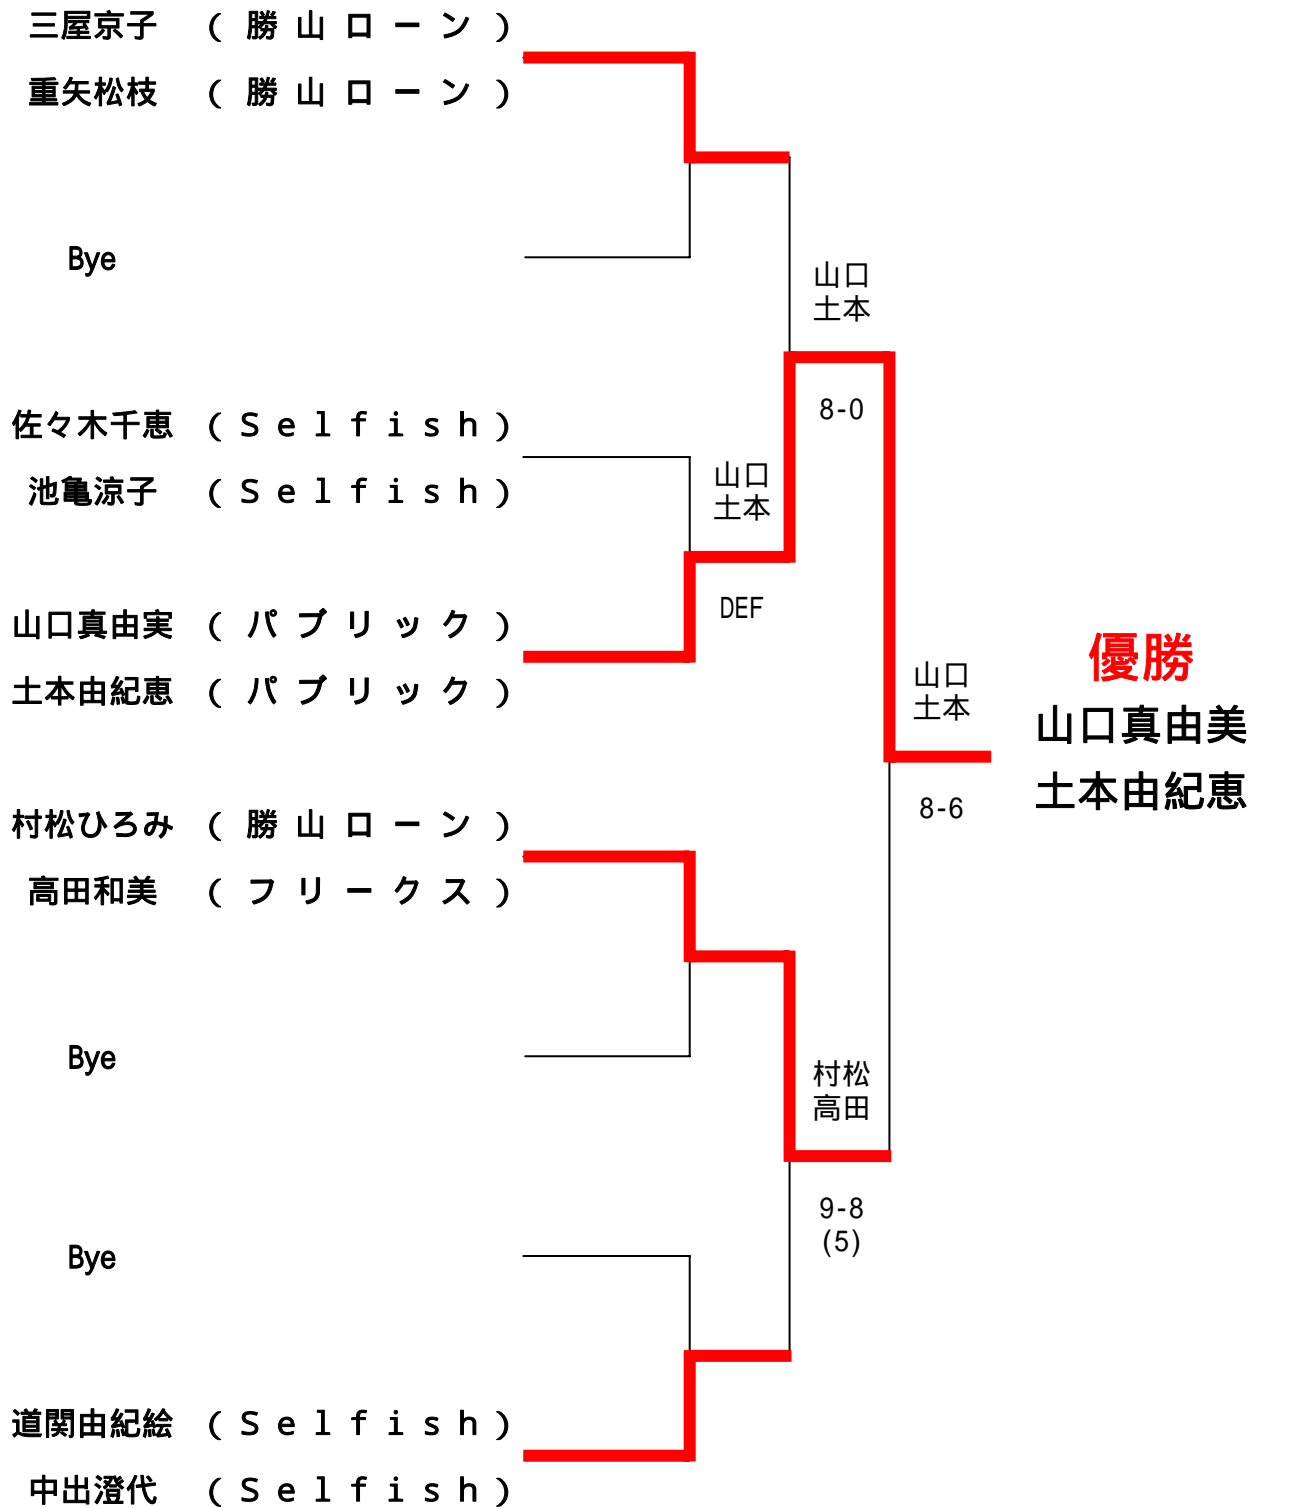 三屋京子 ( 勝山ローン )
重矢松枝 ( 勝山ローン )
Bye
山口
土本
8-0
佐々木千恵 ( Selfish )
池亀涼子 ( Selfish )
山口
土本
DEF
山口真由実 ( パブリック )
土本由紀恵 ( パブリック )
優勝
山口真由美
土本由紀恵
山口
土本
8-6
村松ひろみ ( 勝山ローン )
高田和美 ( フリークス )
Bye
村松
高田
9-8
(5)
Bye
道関由紀絵 ( Selfish )
中出澄代 ( Selfish )